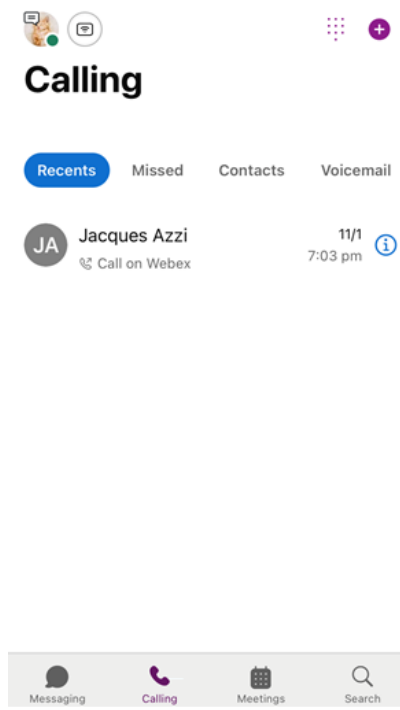 Calling
Recents Missed Contacts Voicemail
JA Jacques Azzi 11/1
Call on Webex 7:03 pm
Messaging Calling Meetings Search